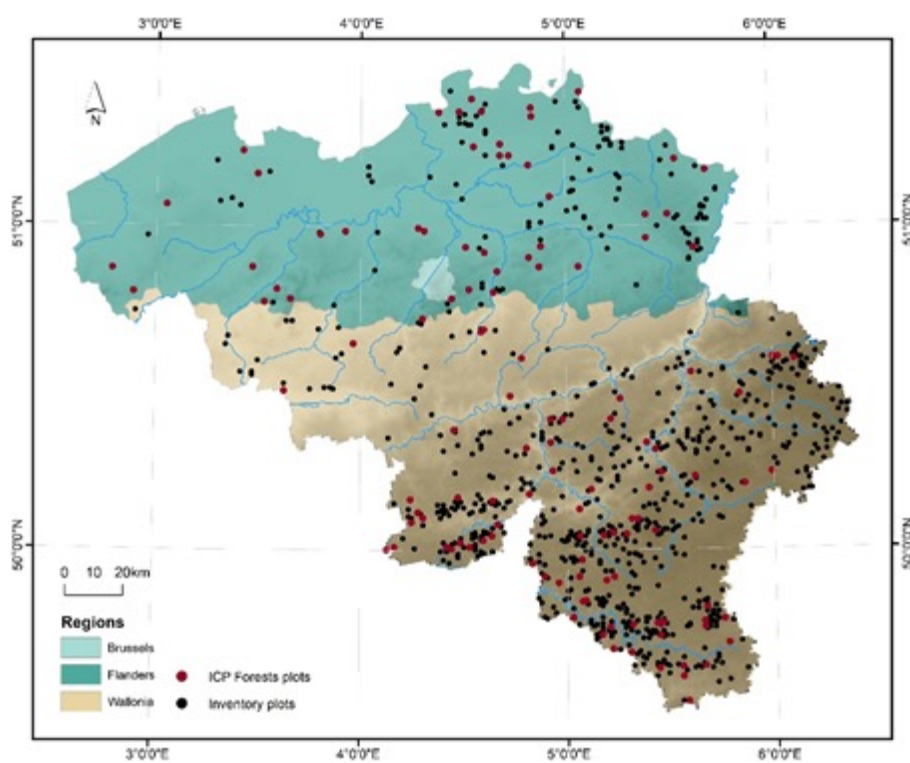 3°0'0"E 4°0'0"E 5°0'0"E 6°0'0"E
N
51°0'0"N 51°0'0"N
50°0'0"N 50°0'0"N
0 10 20km
Regions
Brussels
Flanders ICP Forests plots
Wallonia Inventory plots
3°0'0"E 4°0'0"E 5°0'0"E 6°0'0"E